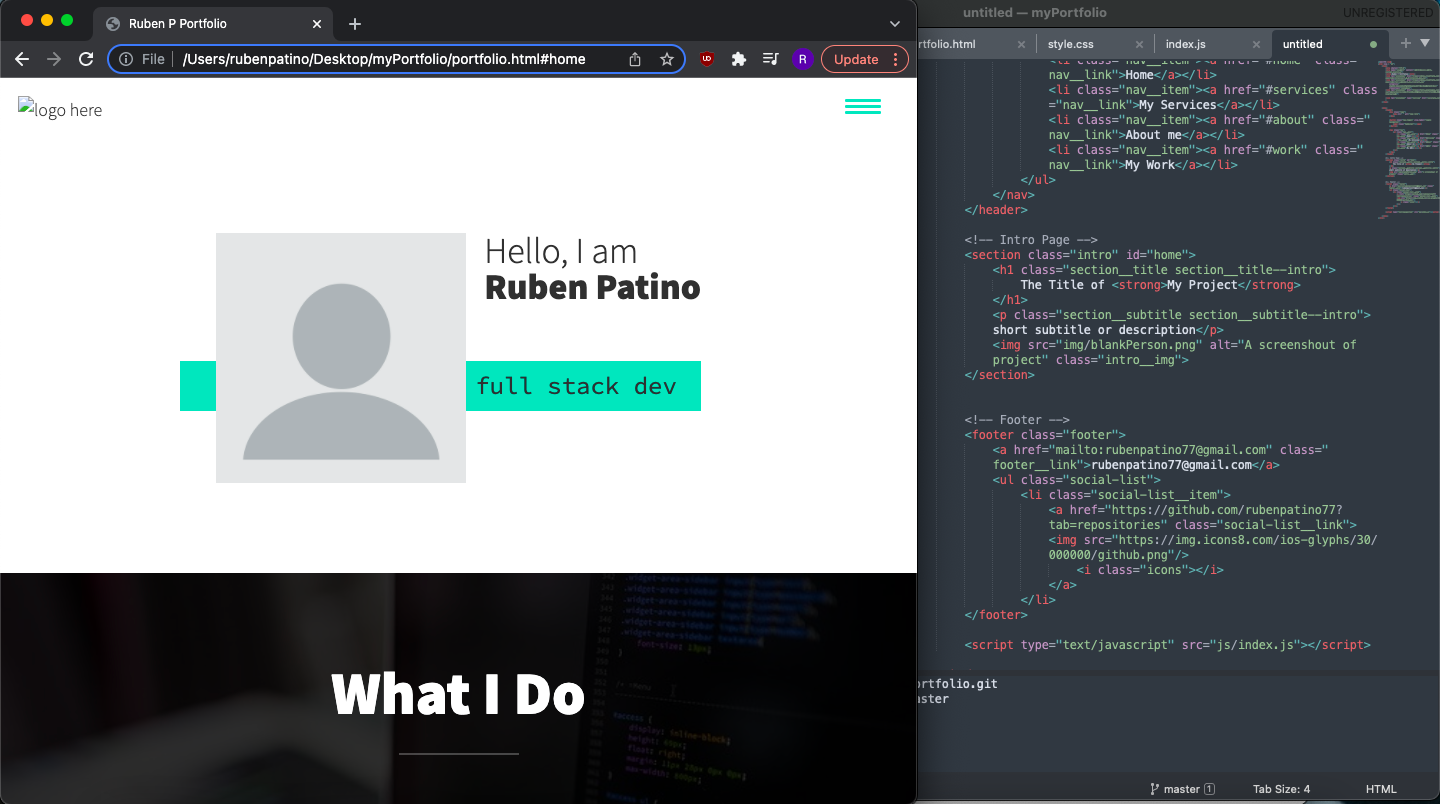 Ruben P Portfolio
File /Users/rubenpatino/Desktop/myPortfolio/portfolio.html#home
R
Update
logo here
Hello, I am
Ruben Patino
full stack dev
What I Do
untitled — myPortfolio
UNREGISTERED
rtfolio.html
style.css
index.js
untitled
<li class="nav__item"><a href="#home" class="
nav__link">Home</a></li>
<li class="nav__item"><a href="#services" class
="nav__link">My Services</a></li>
<li class="nav__item"><a href="#about" class="
nav__link">About me</a></li>
<li class="nav__item"><a href="#work" class="
nav__link">My Work</a></li>
</ul>
</nav>
</header>
<!-- Intro Page -->
<section class="intro" id="home">
<h1 class="section__title section__title--intro">
The Title of <strong>My Project</strong>
</h1>
<p class="section__subtitle section__subtitle--intro">
short subtitle or description</p>
<img src="img/blankPerson.png" alt="A screenshout of
project" class="intro__img">
</section>
<!-- Footer -->
<footer class="footer">
<a href="mailto:rubenpatino77@gmail.com" class="
footer__link">rubenpatino77@gmail.com</a>
<ul class="social-list">
<li class="social-list__item">
<a href="https://github.com/rubenpatino77?
tab=repositories" class="social-list__link">
<img src="https://img.icons8.com/ios-glyphs/30/
000000/github.png"/>
<i class="icons"></i>
</a>
</li>
</footer>
<script type="text/javascript" src="js/index.js"></script>
ortfolio.git
aster
master 1
Tab Size: 4
HTML